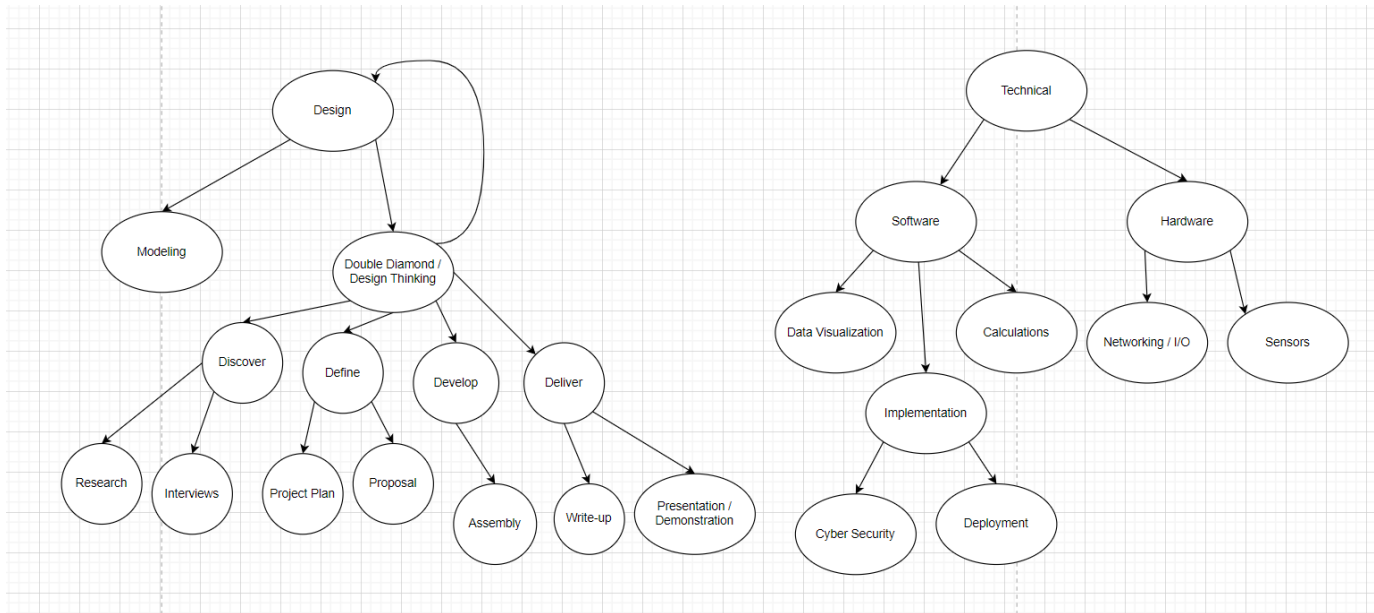 Design
Technical
Modeling
Double Diamond /
Design Thinking
Software
Hardware
Discover
Define
Develop
Deliver
Data Visualization
Calculations
Networking / I/O
Sensors
Implementation
Research
Interviews
Project Plan
Proposal
Assembly
Write-up
Presentation /
Demonstration
Cyber Security
Deployment